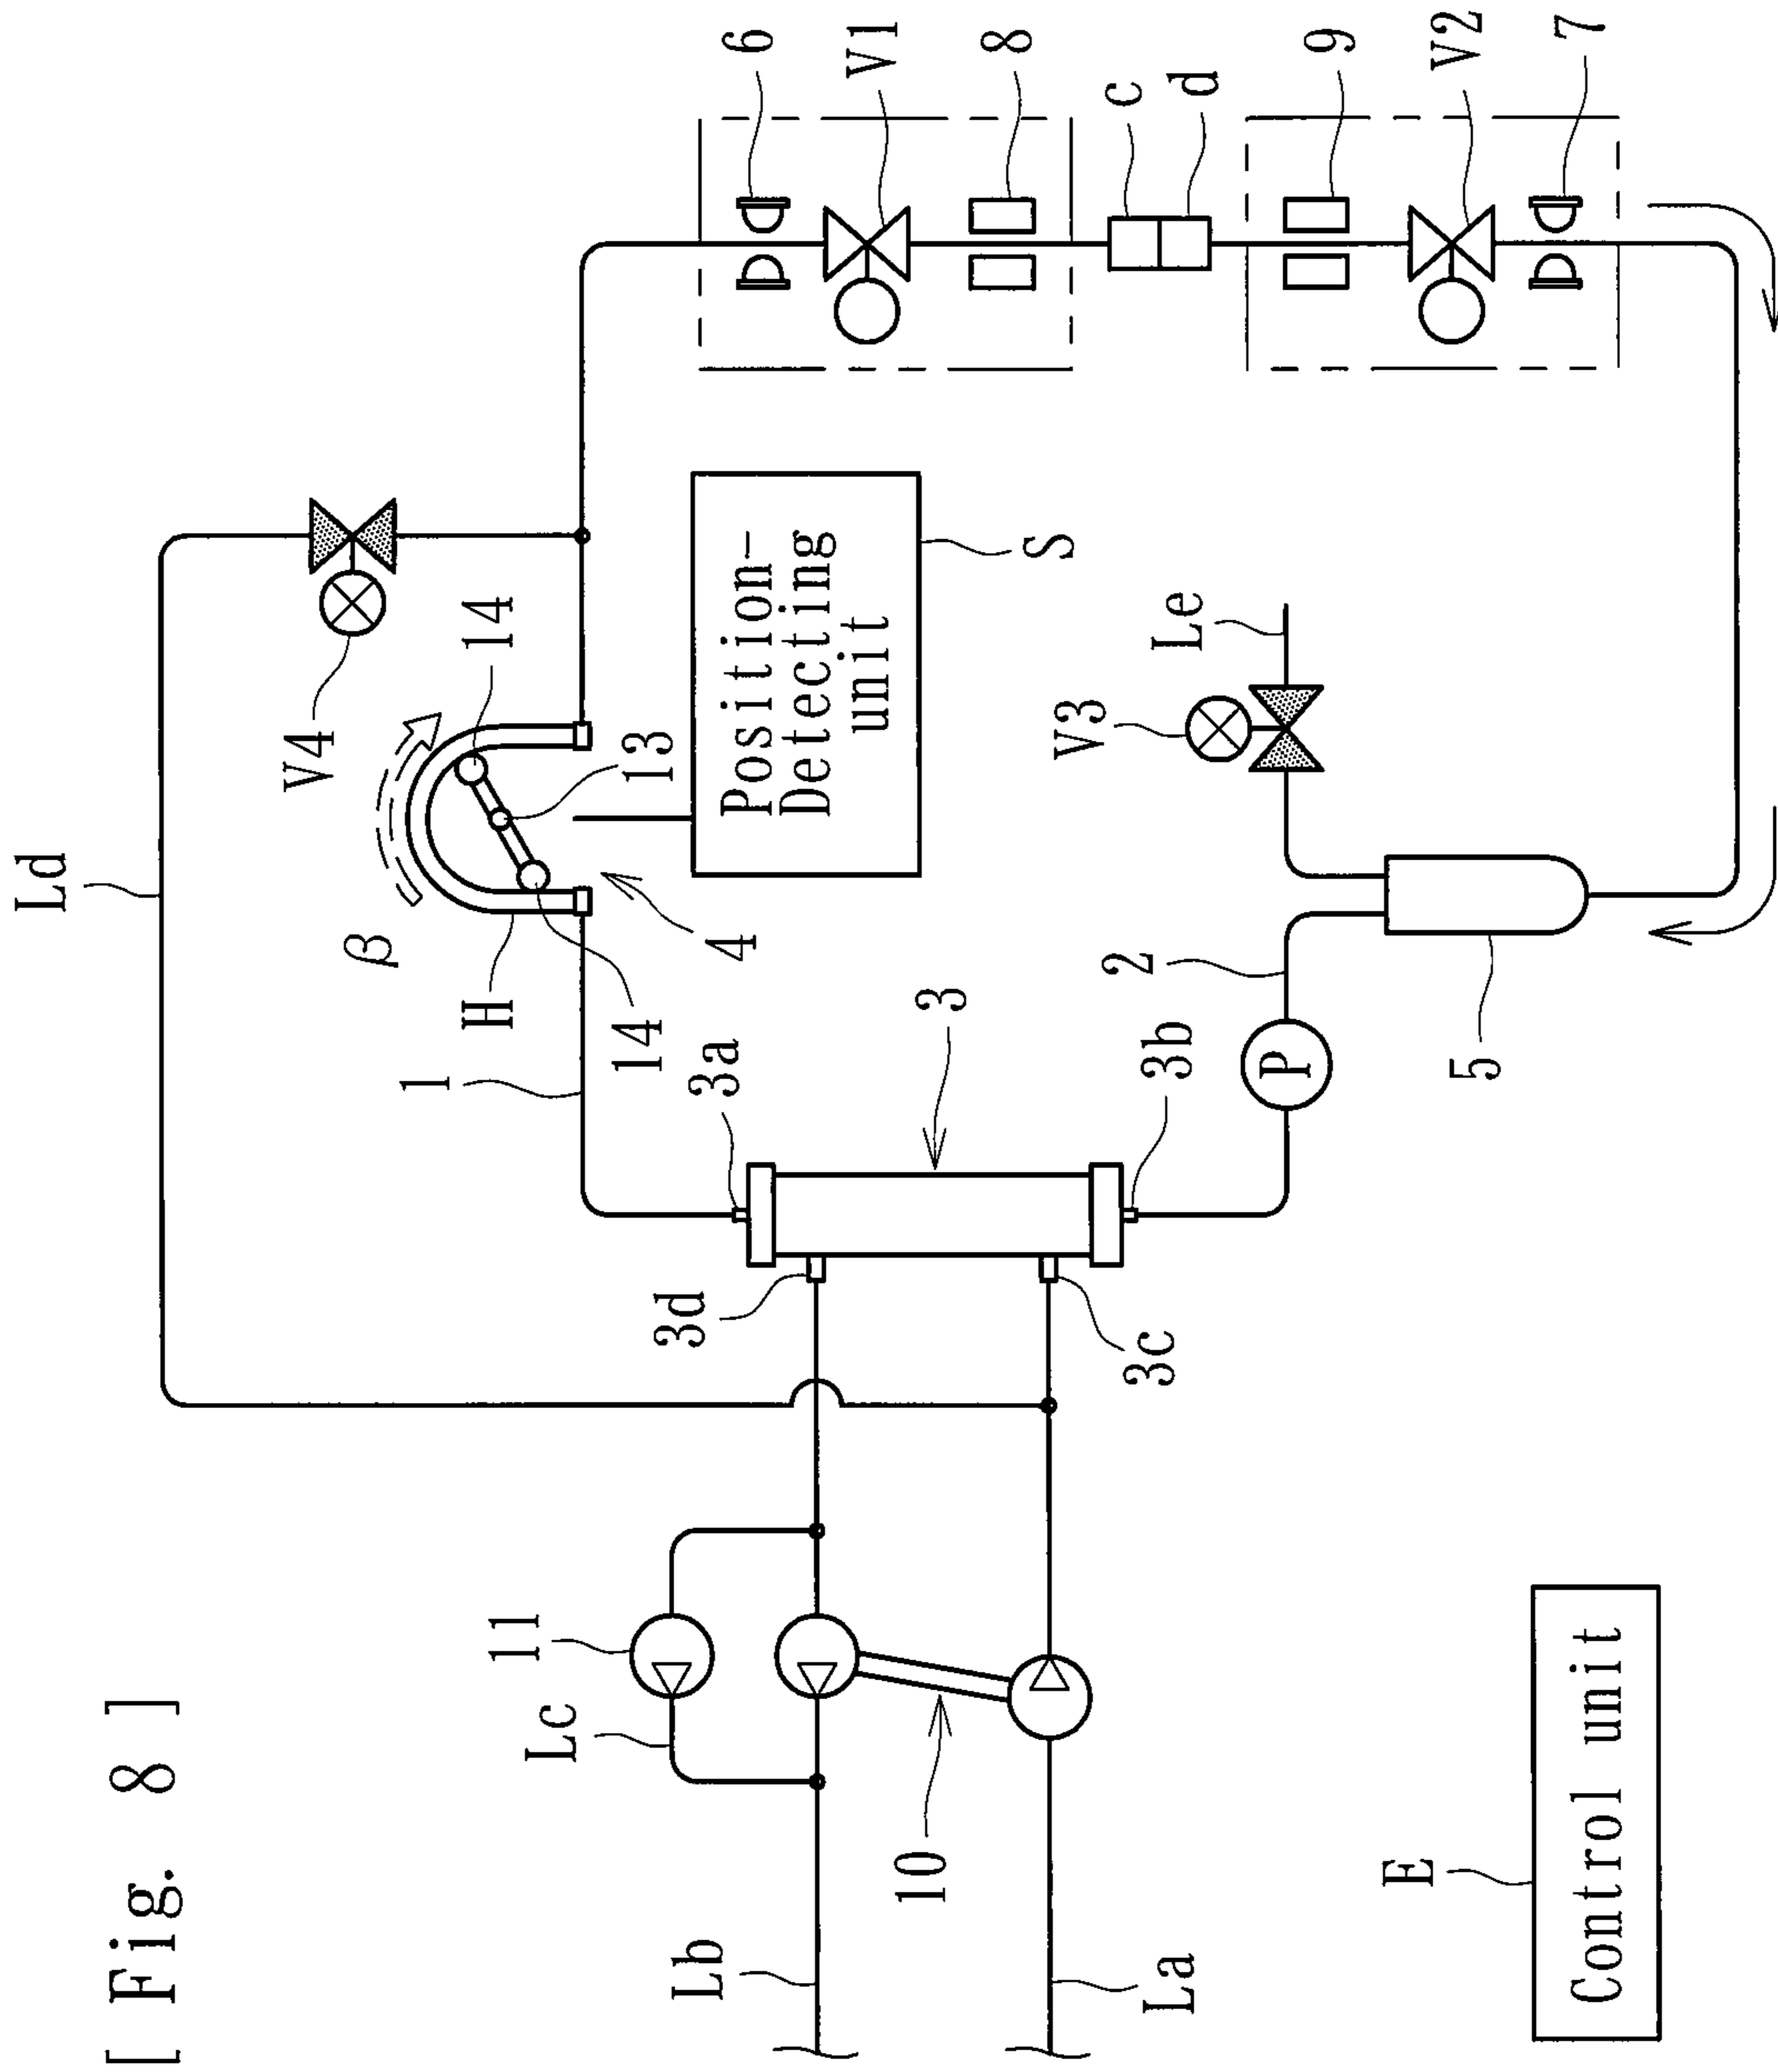 [ Fig. 8 ]
Ld
V4
14
β
H
13
14
4
1
Position-
Detecting
unit
S
6
V1
8
c
d
9
V2
7
3a
3
3b
3d
3c
P
2
5
V3
Le
11
Lc
10
Lb
La
E
Control unit